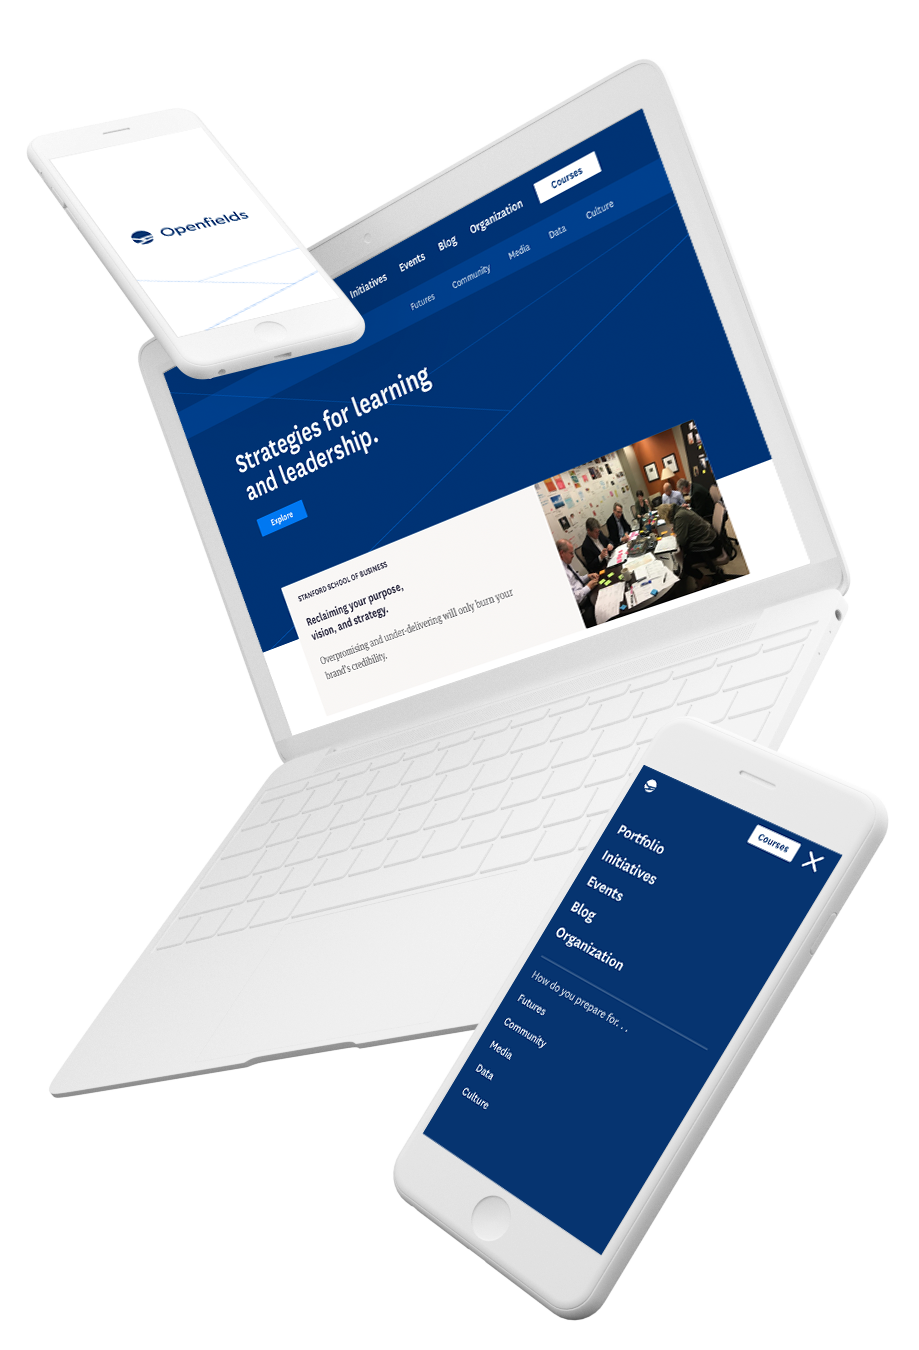 Openfields
Initiatives
Events
Blog
Organization
Courses
Futures
Community
Media
Data
Culture
Strategies for learning
and leadership.
Explore
STANFORD SCHOOL OF BUSINESS
Reclaiming your purpose,
vision, and strategy.
Overpromising and under-delivering will only burn your
brand's credibility.
Courses
Portfolio
Initiatives
Events
Blog
Organization
How do you prepare for. . .
Futures
Community
Media
Data
Culture